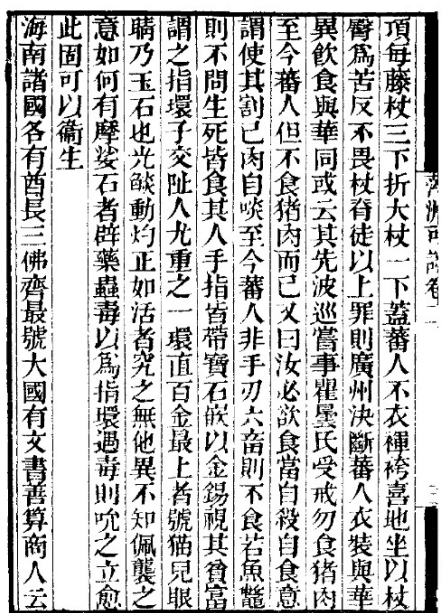 項每藤杖三下折大杖一下蓋蕃人不衣褌袴喜地坐以杖
臀爲苦反不畏杖脊徒以上罪則廣州決斷蕃人衣裝與華
異飲食與華同或云其先波巡嘗事瞿曇氏受戒勿食猪肉
至今蕃人但不食猪肉而已又曰汝必欲食當自殺自食意
謂使其割己肉自啖至今蕃人非手刃六畜則不食若魚鼈
則不問生死皆食其人手指皆帶寶石嵌以金錫視其貧富
謂之指環子交阯人尤重之一環直百金最上者號猫兒眼
睛乃玉石也光燄動灼正如活者究之無他異不知佩襲之
意如何有摩娑石者辟藥蟲毒以爲指環遇毒則吮之立愈
此固可以衞生
海南諸國各有酋長三佛齊最號大國有文書善算商人云